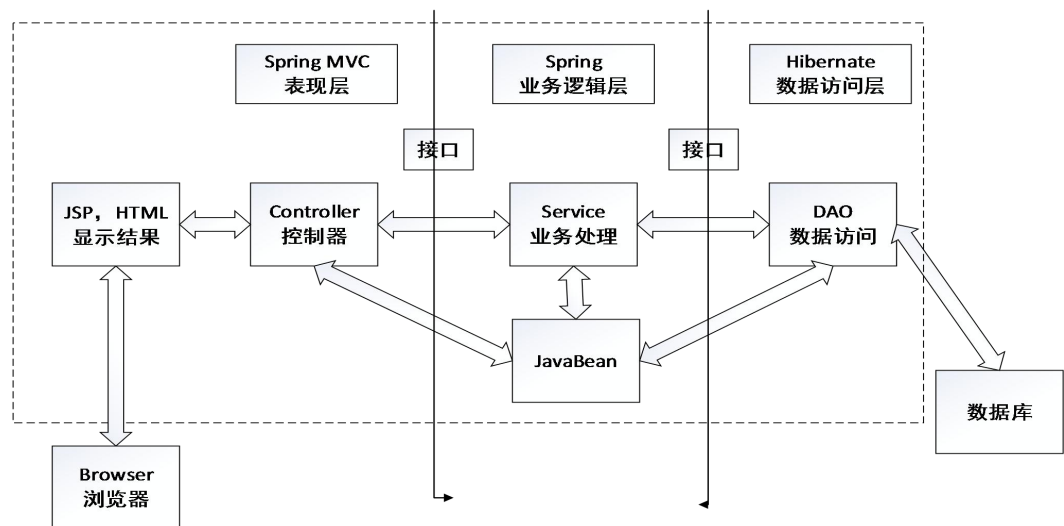 Spring MVC
表现层
Spring
业务逻辑层
Hibernate
数据访问层
接口
接口
JSP，HTML
显示结果
Controller
控制器
Service
业务处理
DAO
数据访问
JavaBean
数据库
Browser
浏览器